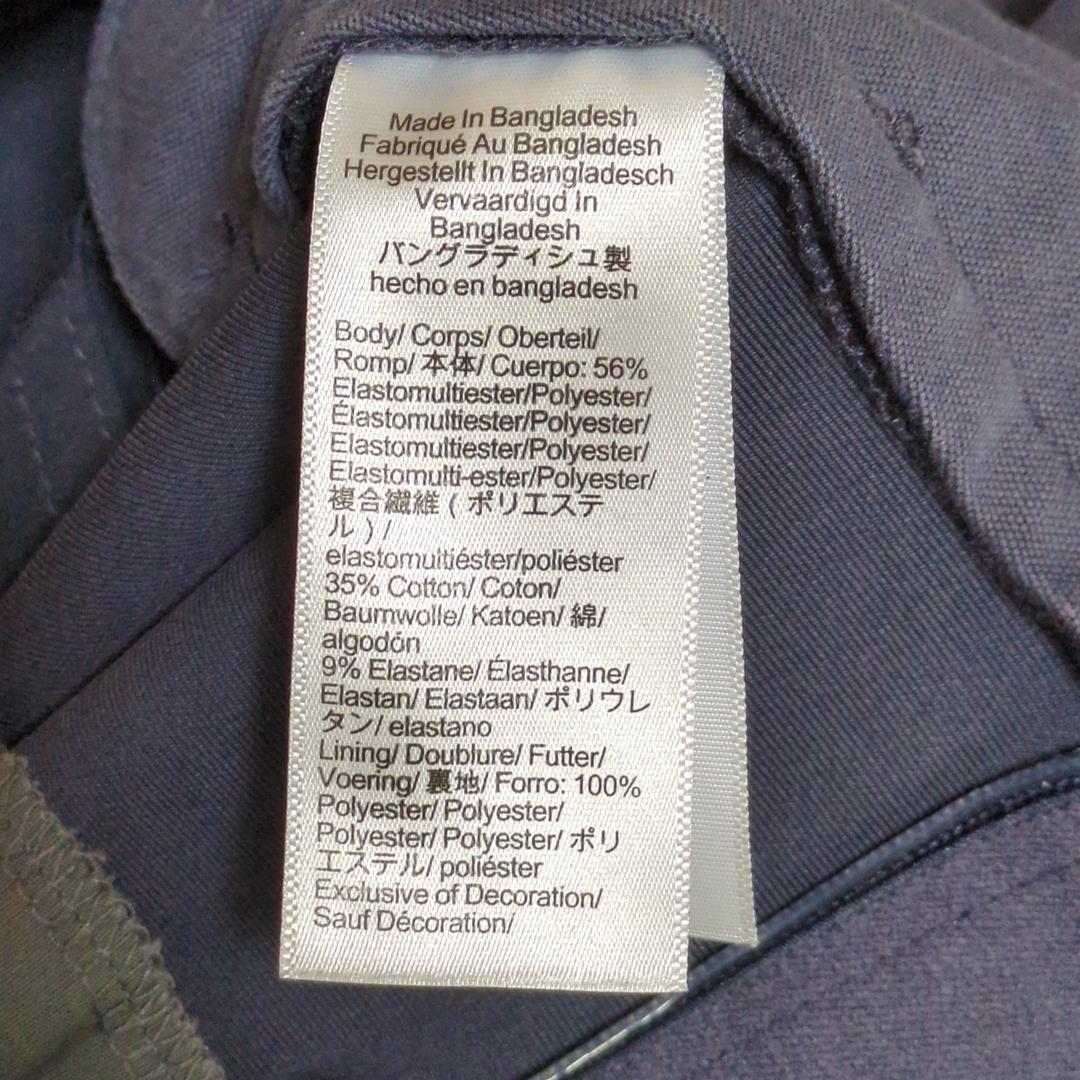 Made In Bangladesh
Fabriqué Au Bangladesh
Hergestellt In Bangladesch
Vervaardigd In
Bangladesh
バングラディシュ製
hecho en bangladesh
Body/ Corps/ Oberteil/
Romp/ 本体/ Cuerpo: 56%
Elastomultiester/Polyester/
Élastomultiester/Polyester/
Elastomultiester/Polyester/
Elastomulti-ester/Polyester/
複合繊維 ( ポリエステ
ル ) /
elastomultiéster/poliéster
35% Cotton/ Coton/
Baumwolle/ Katoen/ 綿/
algodón
9% Elastane/ Élasthanne/
Elastan/ Elastaan/ ポリウレ
タン/ elastano
Lining/ Doublure/ Futter/
Voering/ 裏地/ Forro: 100%
Polyester/ Polyester/
Polyester/ Polyester/ ポリ
エステル/ poliéster
Exclusive of Decoration/
Sauf Décoration/